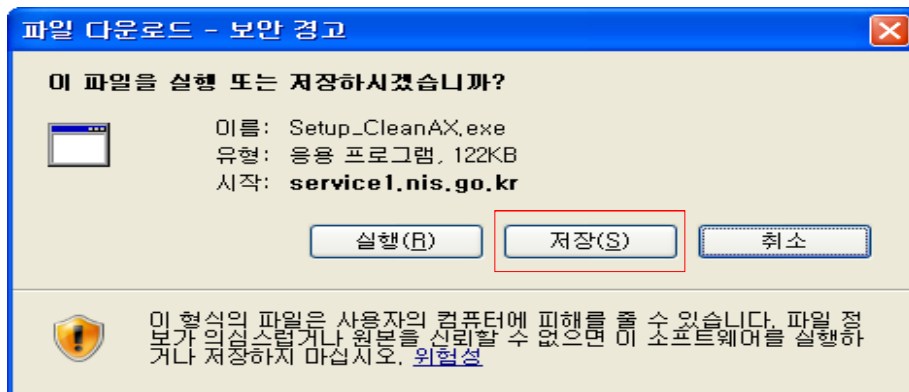 파일 다운로드 - 보안 경고
이 파일을 실행 또는 저장하시겠습니까?
이름: Setup_CleanAX.exe
유형: 응용 프로그램, 122KB
시작: service1.nis.go.kr
실행(R) 저장(S) 취소
이 형식의 파일은 사용자의 컴퓨터에 피해를 줄 수 있습니다. 파일 정
보가 의심스럽거나 원본을 신뢰할 수 없으면 이 소프트웨어를 실행하
거나 저장하지 마십시오. 위험성